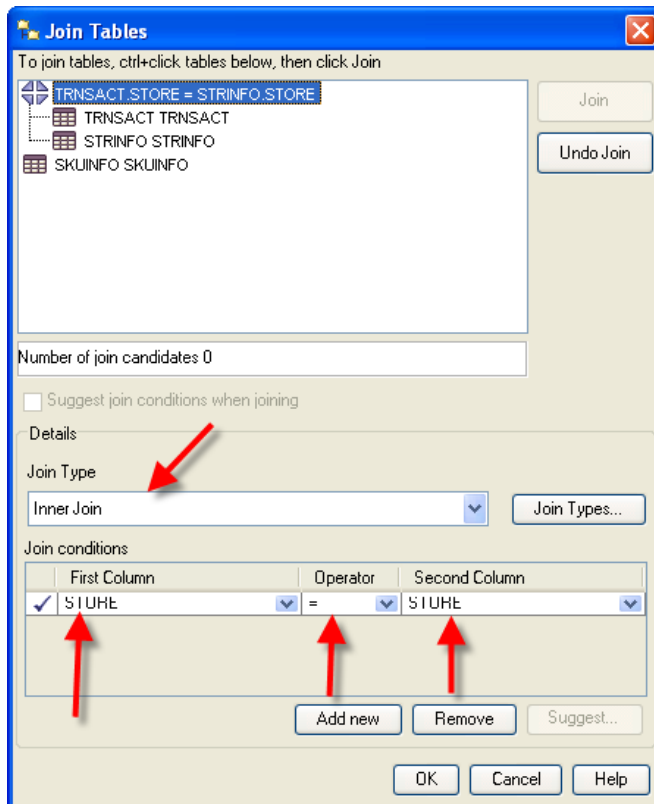 Join Tables
To join tables, ctrl+click tables below, then click Join
TRNSACT.STORE = STRINFO.STORE
TRNSACT TRNSACT
STRINFO STRINFO
SKUINFO SKUINFO
Join
Undo Join
Number of join candidates 0
Suggest join conditions when joining
Details
Join Type
Inner Join
Join Types...
Join conditions
First Column Operator Second Column
STORE = STORE
Add new Remove Suggest...
OK Cancel Help